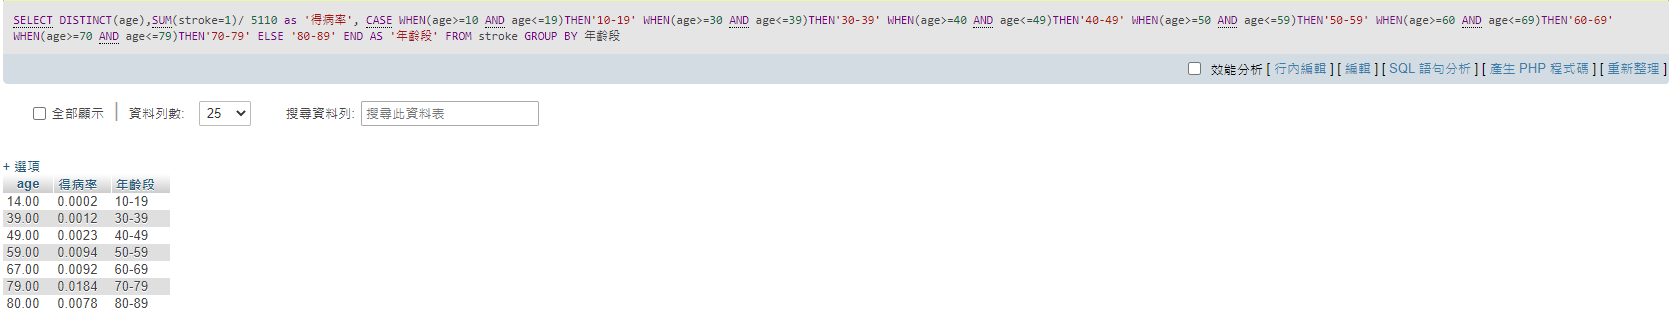 SELECT DISTINCT(age),SUM(stroke=1)/ 5110 as '得病率', CASE WHEN(age>=10 AND age<=19)THEN'10-19' WHEN(age>=30 AND age<=39)THEN'30-39' WHEN(age>=40 AND age<=49)THEN'40-49' WHEN(age>=50 AND age<=59)THEN'50-59' WHEN(age>=60 AND age<=69)THEN'60-69'
WHEN(age>=70 AND age<=79)THEN'70-79' ELSE '80-89' END AS '年齡段' FROM stroke GROUP BY 年齡段
效能分析 [ 行內編輯 ] [ 編輯 ] [ SQL 語句分析 ] [ 產生 PHP 程式碼 ] [ 重新整理 ]
全部顯示 | 資料列數: 25 搜尋資料列: 搜尋此資料表
+ 選項
age 得病率 年齡段
14.00 0.0002 10-19
39.00 0.0012 30-39
49.00 0.0023 40-49
59.00 0.0094 50-59
67.00 0.0092 60-69
79.00 0.0184 70-79
80.00 0.0078 80-89